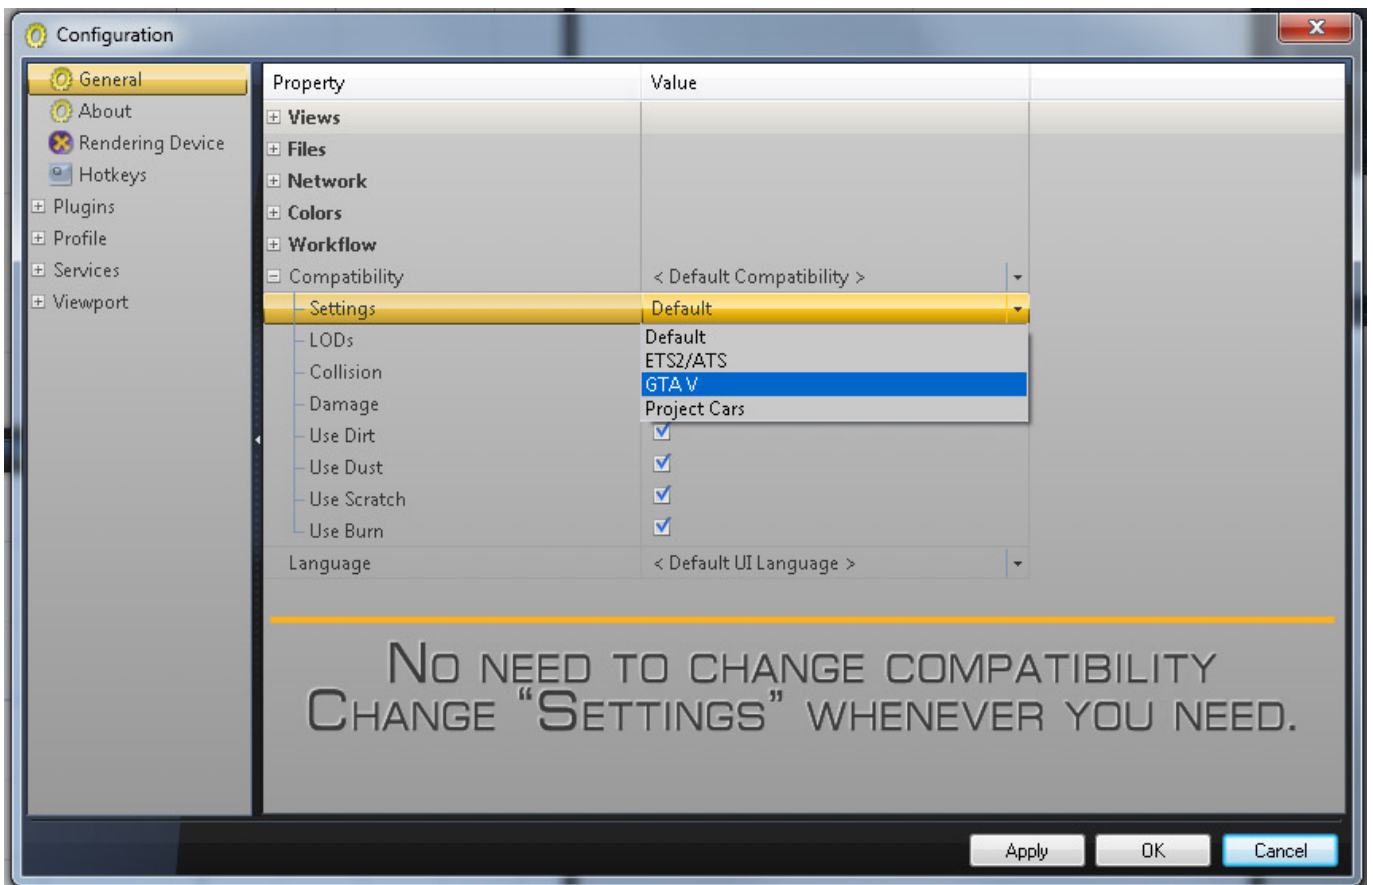 Configuration
x
General
About
Rendering Device
Hotkeys
Plugins
Profile
Services
Viewport
Property Value
Views
Files
Network
Colors
Workflow
Compatibility < Default Compatibility >
Settings Default
Default
ETS2/ATS
GTA V
Project Cars
LODs
Collision
Damage
Use Dirt
Use Dust
Use Scratch
Use Burn
Language < Default UI Language >
NO NEED TO CHANGE COMPATIBILITY
CHANGE “SETTINGS” WHENEVER YOU NEED.
Apply OK Cancel